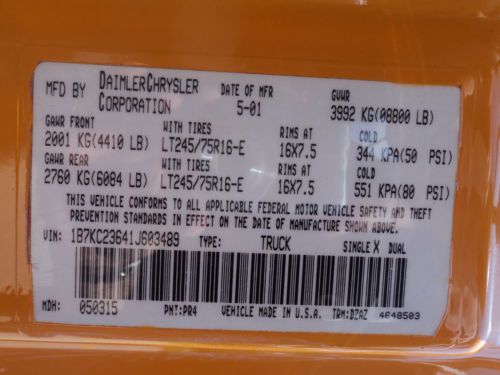 MFD BY DAIMLERCHRYSLER CORPORATION DATE OF MFR 5-01 GVWR 3992 KG(08800 LB)
GAWR FRONT WITH TIRES RIMS AT COLD
2001 KG(4410 LB) LT245/75R16-E 16X7.5 344 KPA(50 PSI)
GAWR REAR WITH TIRES RIMS AT COLD
2760 KG(6084 LB) LT245/75R16-E 16X7.5 551 KPA(80 PSI)
THIS VEHICLE CONFORMS TO ALL APPLICABLE FEDERAL MOTOR VEHICLE SAFETY AND THEFT
PREVENTION STANDARDS IN EFFECT ON THE DATE OF MANUFACTURE SHOWN ABOVE.
VIN: 1B7KC23641J603489 TYPE: TRUCK SINGLE X DUAL
MDH: 050315 PNT:PR4 VEHICLE MADE IN U.S.A. TRM:DZAZ 4648503